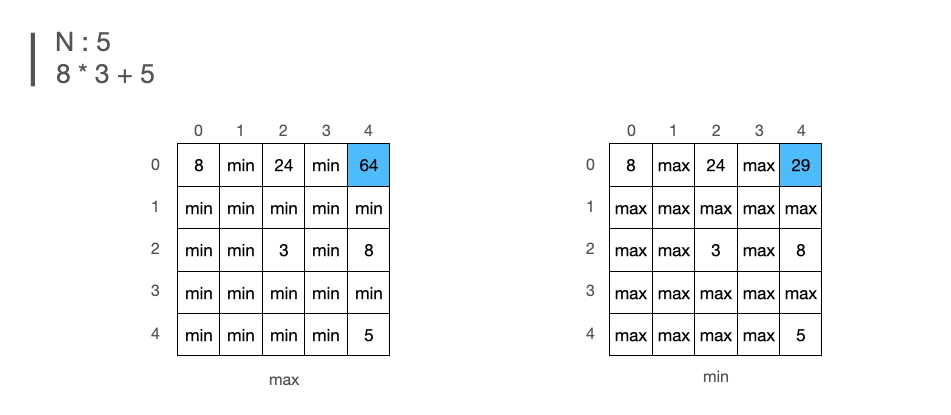 N : 5
8 * 3 + 5
0 1 2 3 4
0 8 min 24 min 64
1 min min min min min
2 min min 3 min 8
3 min min min min min
4 min min min min 5
max
0 1 2 3 4
0 8 max 24 max 29
1 max max max max max
2 max max 3 max 8
3 max max max max max
4 max max max max 5
min